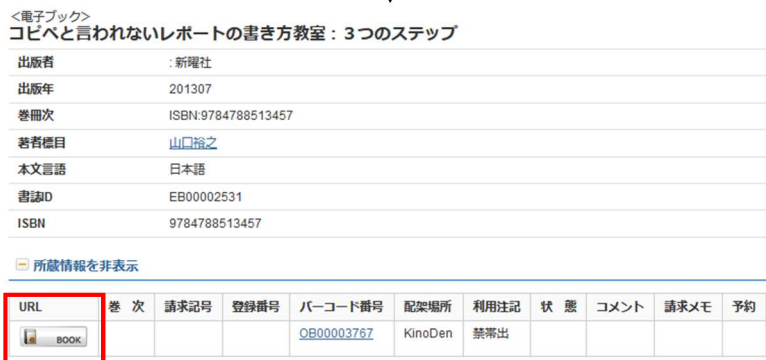 <電子ブック>
コピペと言われないレポートの書き方教室：３つのステップ
出版者 : 新曜社
出版年 201307
巻冊次 ISBN:9784788513457
著者標目 山口裕之
本文言語 日本語
書誌ID EB00002531
ISBN 9784788513457
所蔵情報を非表示
URL 巻　次 請求記号 登録番号 バーコード番号 配架場所 利用注記 状　態 コメント 請求メモ 予約
BOOK OB00003767 KinoDen 禁帯出